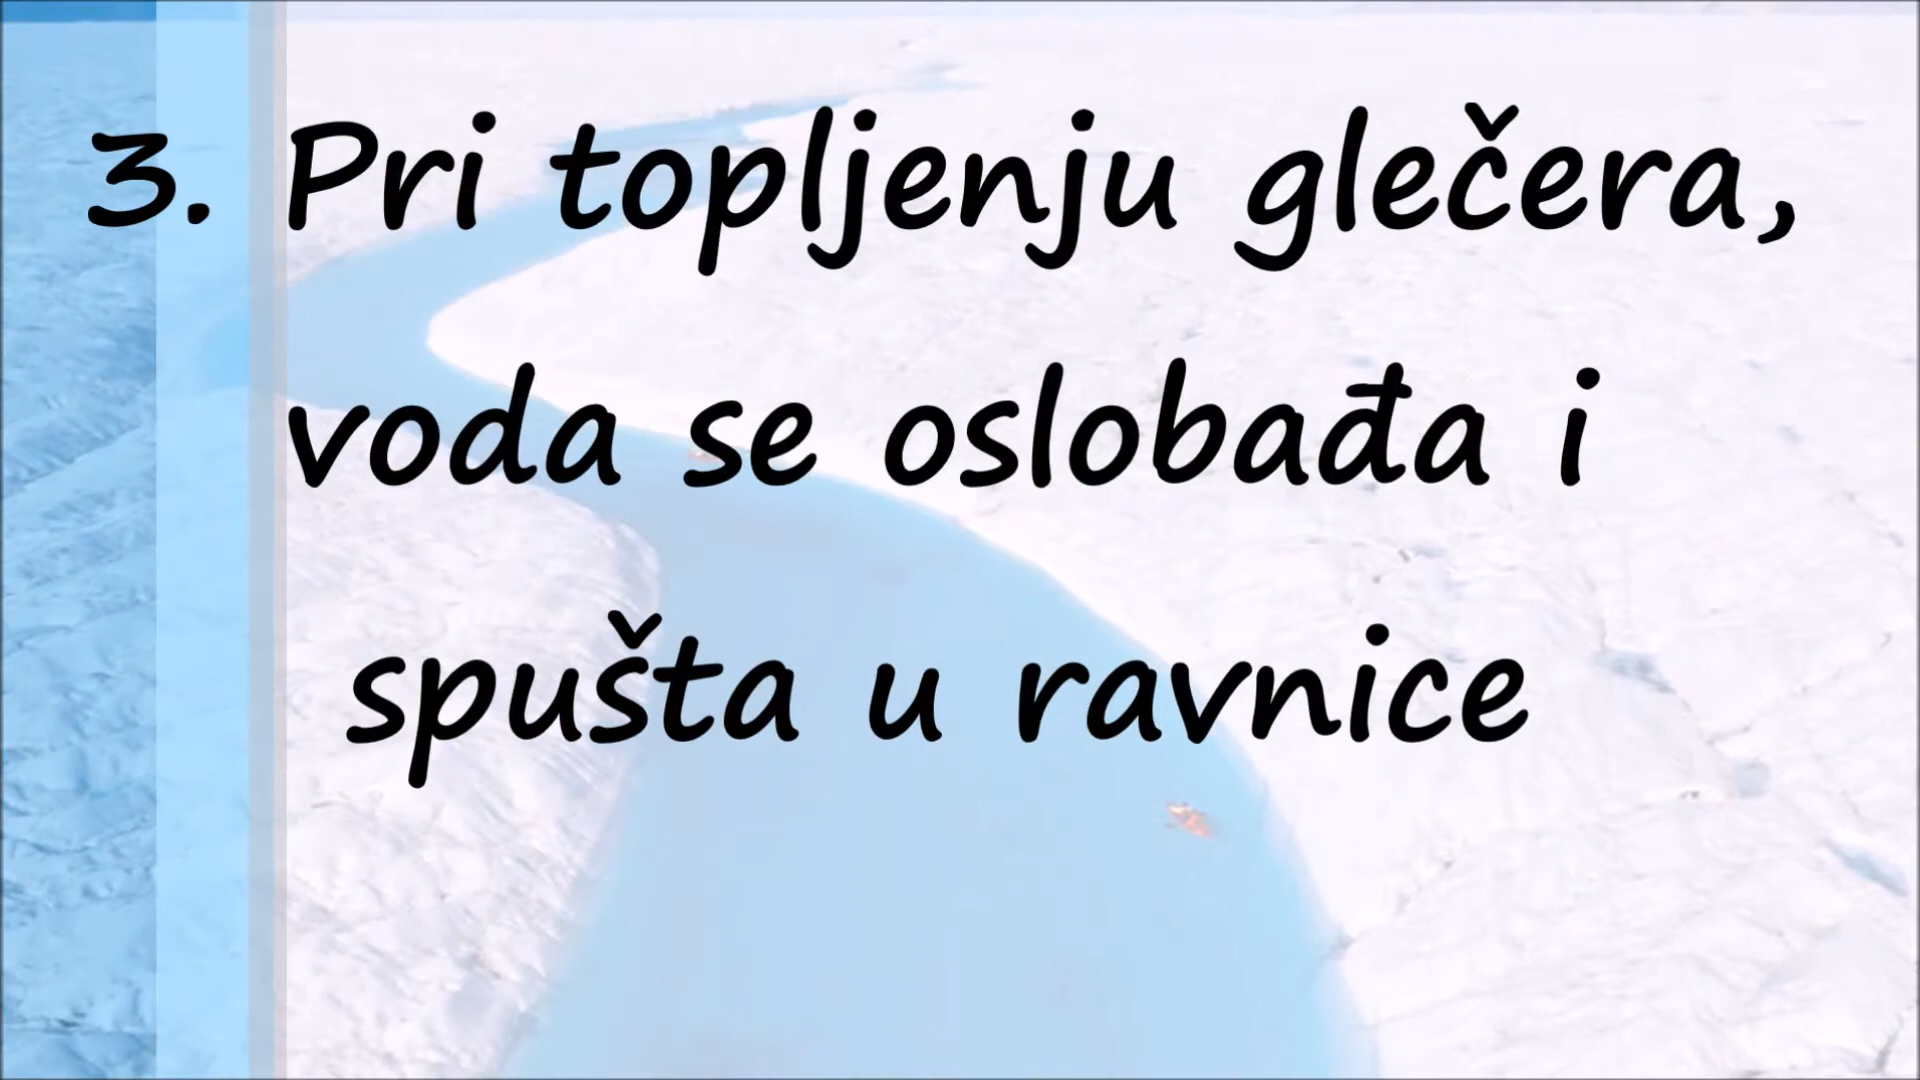 3. Pri topljenju glečera,
voda se oslobađa i
spušta u ravnice